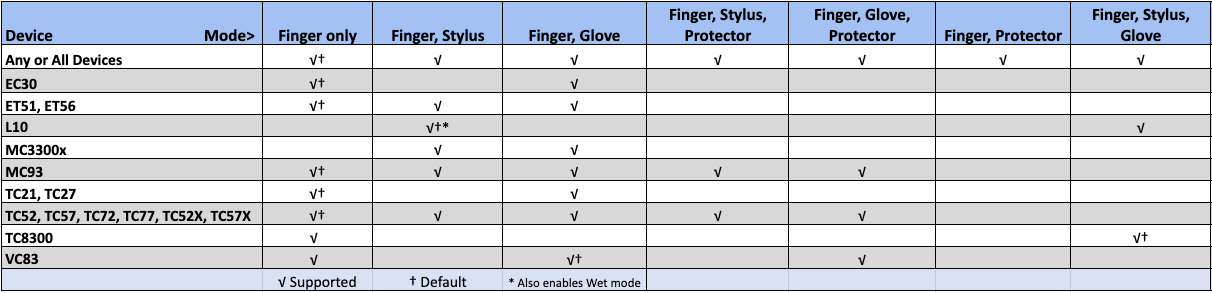 Device Mode> Finger only Finger, Stylus Finger, Glove Finger, Stylus, Protector Finger, Glove, Protector Finger, Protector Finger, Stylus, Glove
Any or All Devices √† √ √ √ √ √ √
EC30 √† √
ET51, ET56 √† √ √
L10 √†* √
MC3300x √ √
MC93 √† √ √ √ √
TC21, TC27 √† √
TC52, TC57, TC72, TC77, TC52X, TC57X √† √ √ √ √
TC8300 √ √†
VC83 √ √† √
√ Supported † Default * Also enables Wet mode